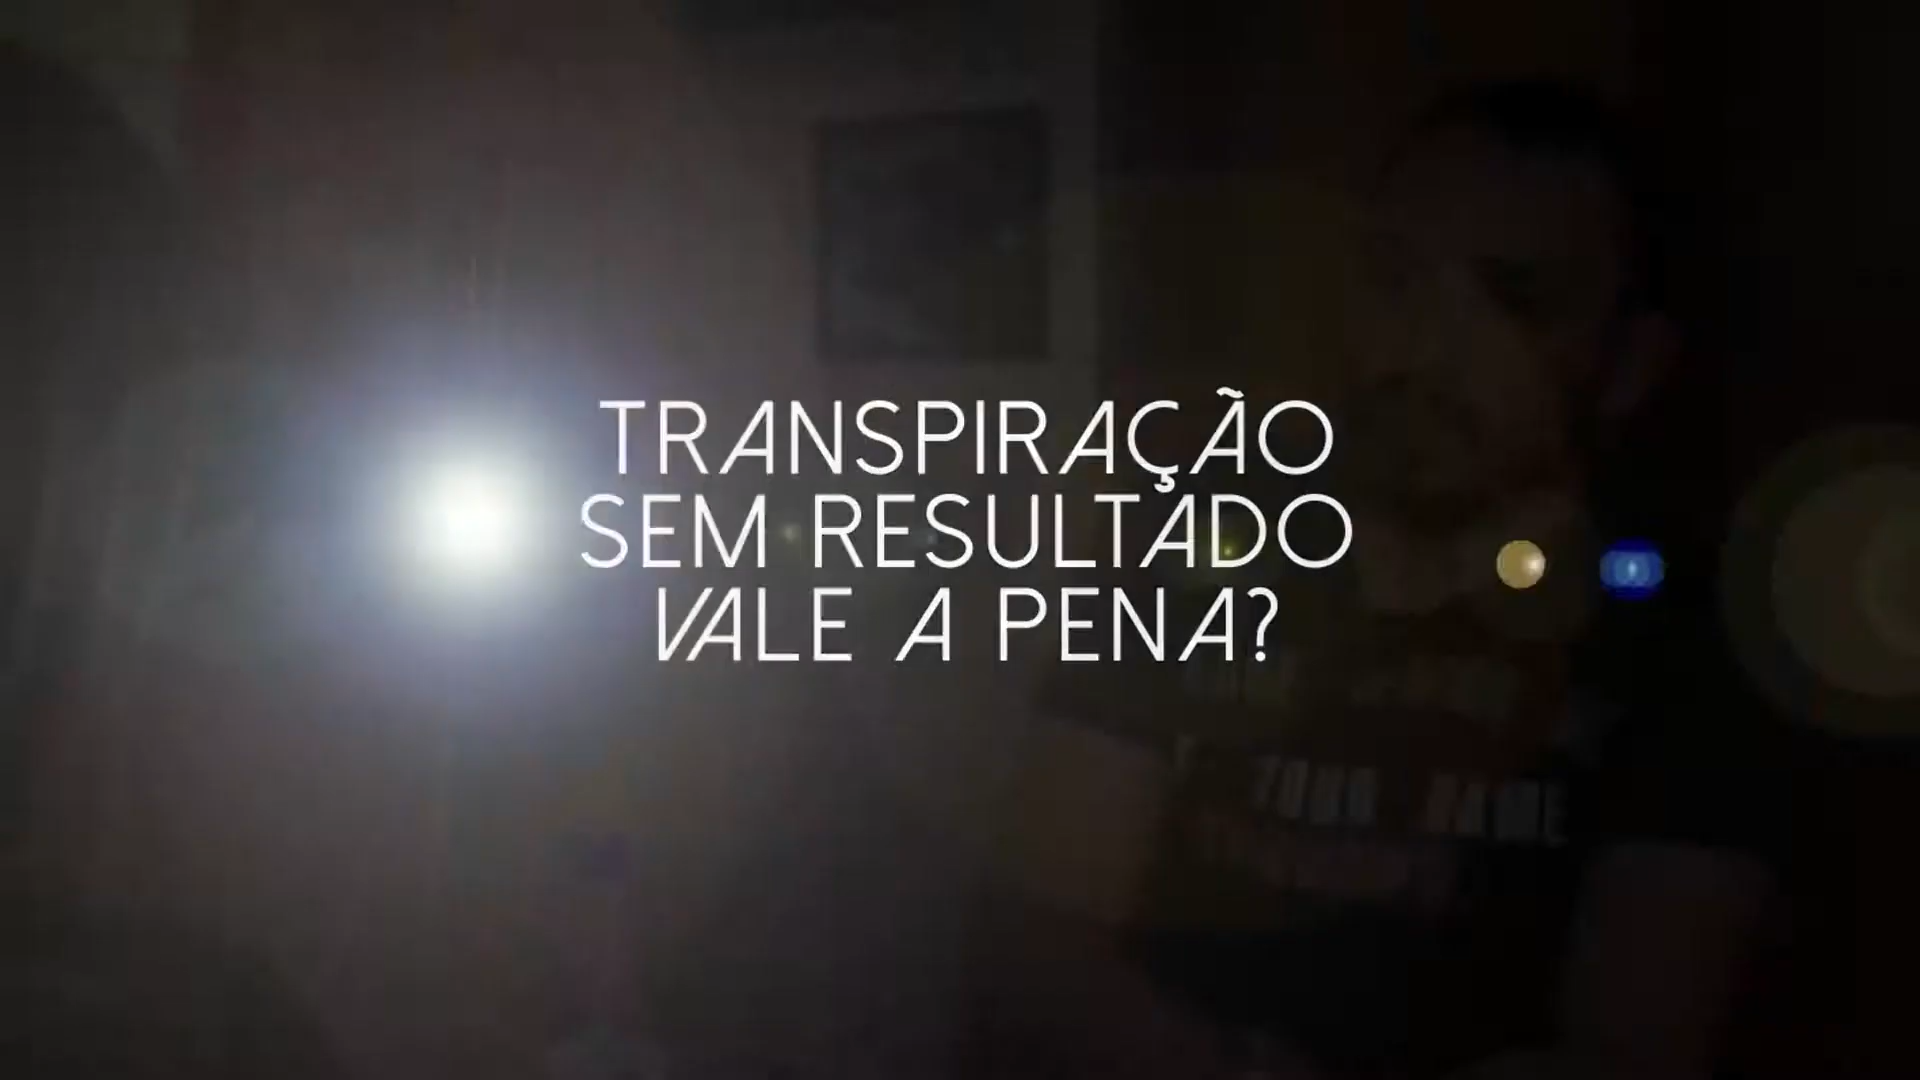 TRANSPIRAÇÃO
SEM RESULTADO
VALE A PENA?